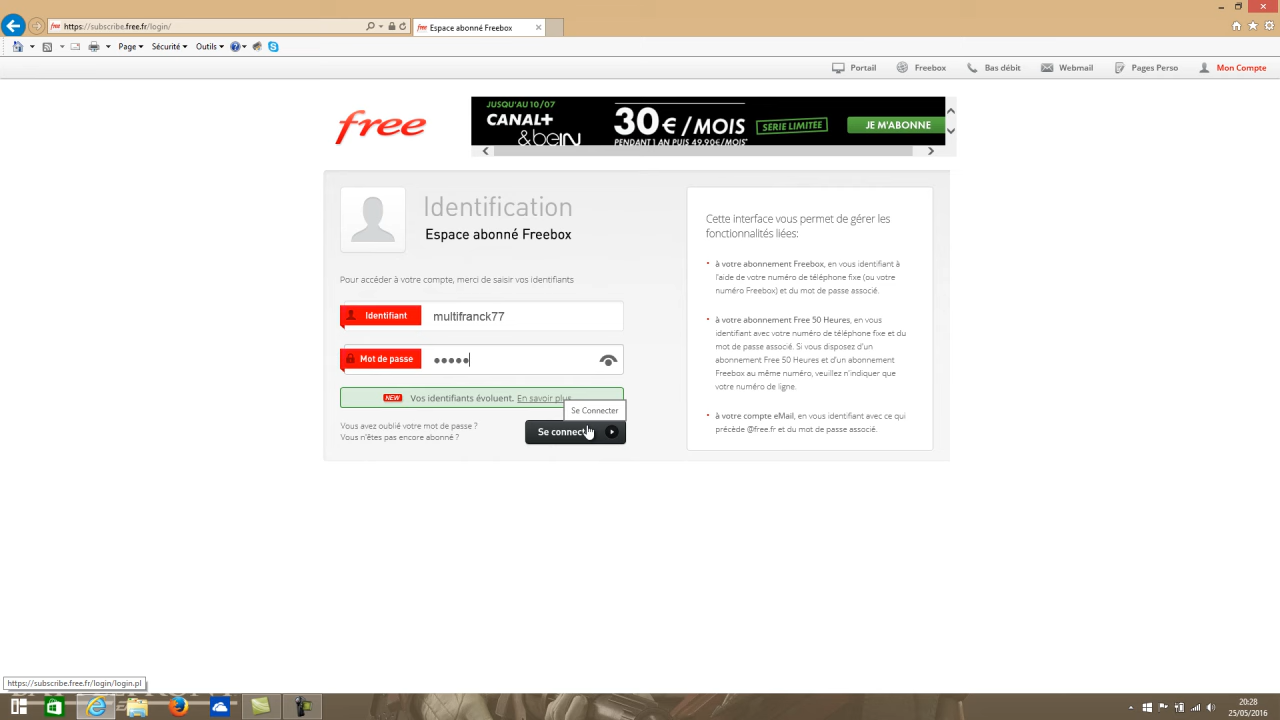 https://subscribe.free.fr/login/
Espace abonné Freebox
Page
Sécurité
Outils
Portail
Freebox
Bas débit
Webmail
Pages Perso
Mon Compte
free
JUSQU'AU 10/07
CANAL+
&beIN
30€/MOIS
PENDANT 1 AN PUIS 49,90€/MOIS*
SÉRIE LIMITÉE
JE M'ABONNE
Identification
Espace abonné Freebox
Pour accéder à votre compte, merci de saisir vos identifiants
Identifiant
multifranck77
Mot de passe
NEW
Vos identifiants évoluent. En savoir plus
Se Connecter
Vous avez oublié votre mot de passe ?
Vous n'êtes pas encore abonné ?
Se connecter
Cette interface vous permet de gérer les
fonctionnalités liées:
à votre abonnement Freebox, en vous identifiant à
l'aide de votre numéro de téléphone fixe (ou votre
numéro Freebox) et du mot de passe associé.
à votre abonnement Free 50 Heures, en vous
identifiant avec votre numéro de téléphone fixe et du
mot de passe associé. Si vous disposez d'un
abonnement Free 50 Heures et d'un abonnement
Freebox au même numéro, veuillez n'indiquer que
votre numéro de ligne.
à votre compte eMail, en vous identifiant avec ce qui
précède @free.fr et du mot de passe associé.
https://subscribe.free.fr/login/login.pl
20:28
25/05/2016